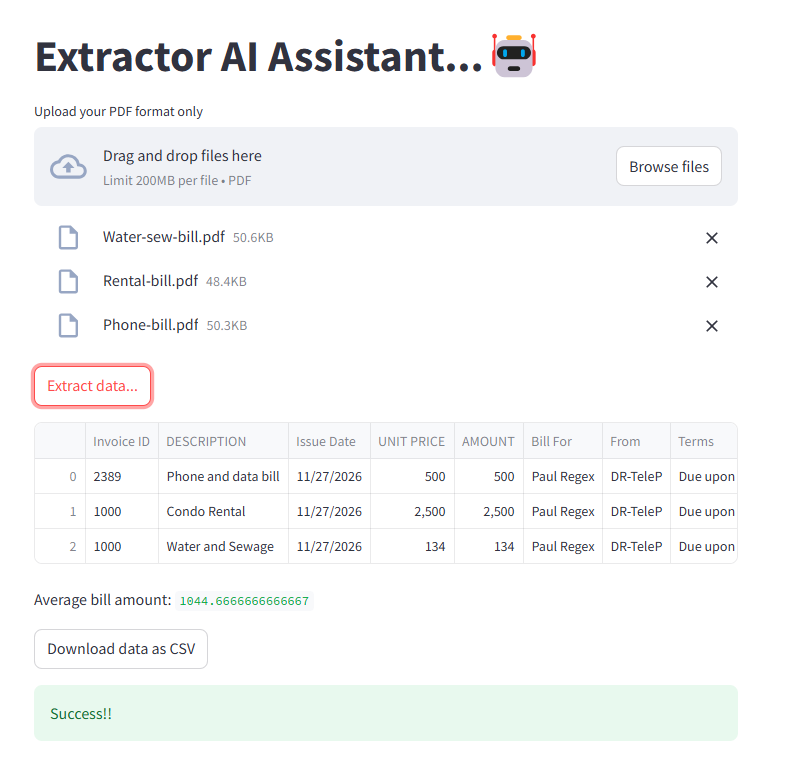 Extractor AI Assistant...
Upload your PDF format only
Drag and drop files here
Limit 200MB per file • PDF
Browse files
Water-sew-bill.pdf 50.6KB
Rental-bill.pdf 48.4KB
Phone-bill.pdf 50.3KB
Extract data...
Invoice ID DESCRIPTION Issue Date UNIT PRICE AMOUNT Bill For From Terms
0 2389 Phone and data bill 11/27/2026 500 500 Paul Regex DR-TeleP Due upon
1 1000 Condo Rental 11/27/2026 2,500 2,500 Paul Regex DR-TeleP Due upon
2 1000 Water and Sewage 11/27/2026 134 134 Paul Regex DR-TeleP Due upon
Average bill amount: 1044.6666666666667
Download data as CSV
Success!!